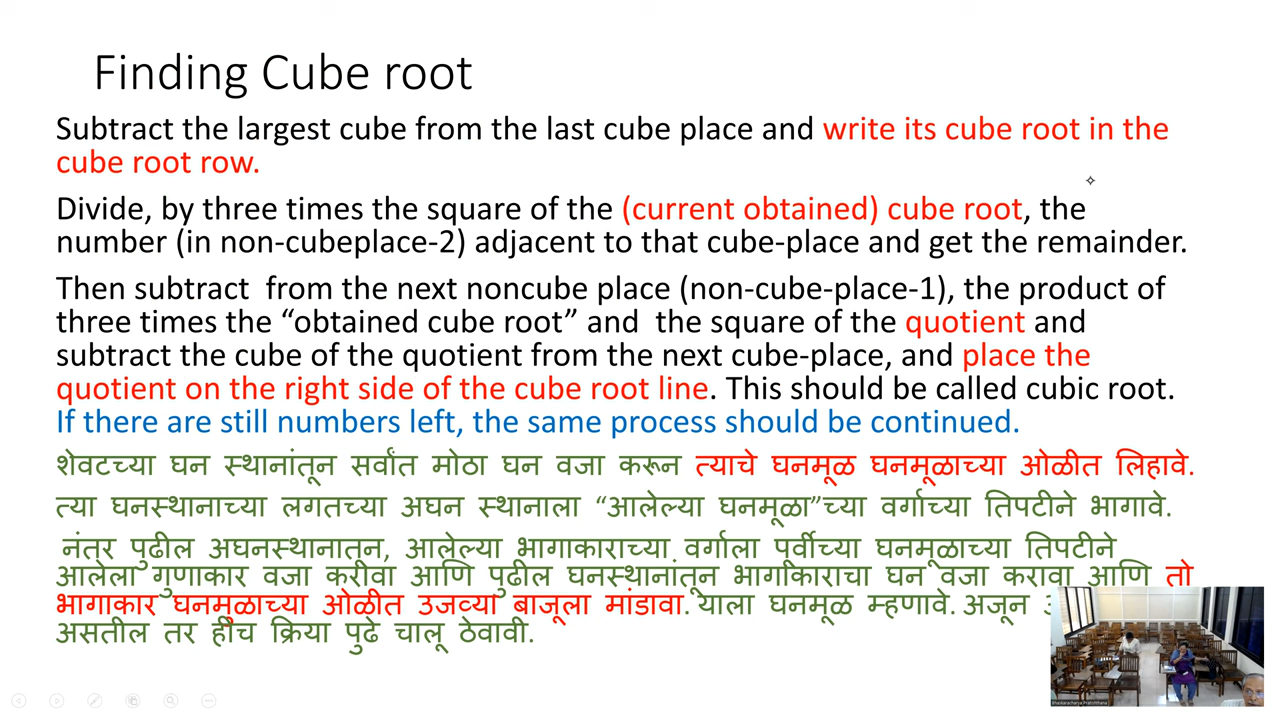 Finding Cube root
Subtract the largest cube from the last cube place and write its cube root in the
cube root row.
Divide, by three times the square of the (current obtained) cube root, the
number (in non-cubeplace-2) adjacent to that cube-place and get the remainder.
Then subtract from the next noncube place (non-cube-place-1), the product of
three times the “obtained cube root” and the square of the quotient and
subtract the cube of the quotient from the next cube-place, and place the
quotient on the right side of the cube root line. This should be called cubic root.
If there are still numbers left, the same process should be continued.
शेवटच्या घन स्थानांतून सर्वांत मोठा घन वजा करून त्याचे घनमूळ घनमूळाच्या ओळीत लिहावे.
त्या घनस्थानाच्या लगतच्या अघन स्थानाला “आलेल्या घनमूळा”च्या वर्गाच्या तिपटीने भागावे.
नंतर पुढील अघनस्थानातून, आलेल्या भागाकाराच्या वर्गाला पूर्वीच्या घनमूळाच्या तिपटीने
आलेला गुणाकार वजा करावा आणि पुढील घनस्थानांतून भागाकाराचा घन वजा करावा आणि तो
भागाकार घनमुळाच्या ओळीत उजव्या बाजूला मांडावा. याला घनमूळ म्हणावे. अजून
असतील तर हीच क्रिया पुढे चालू ठेवावी.
Bhaskaracharya Pratishthana